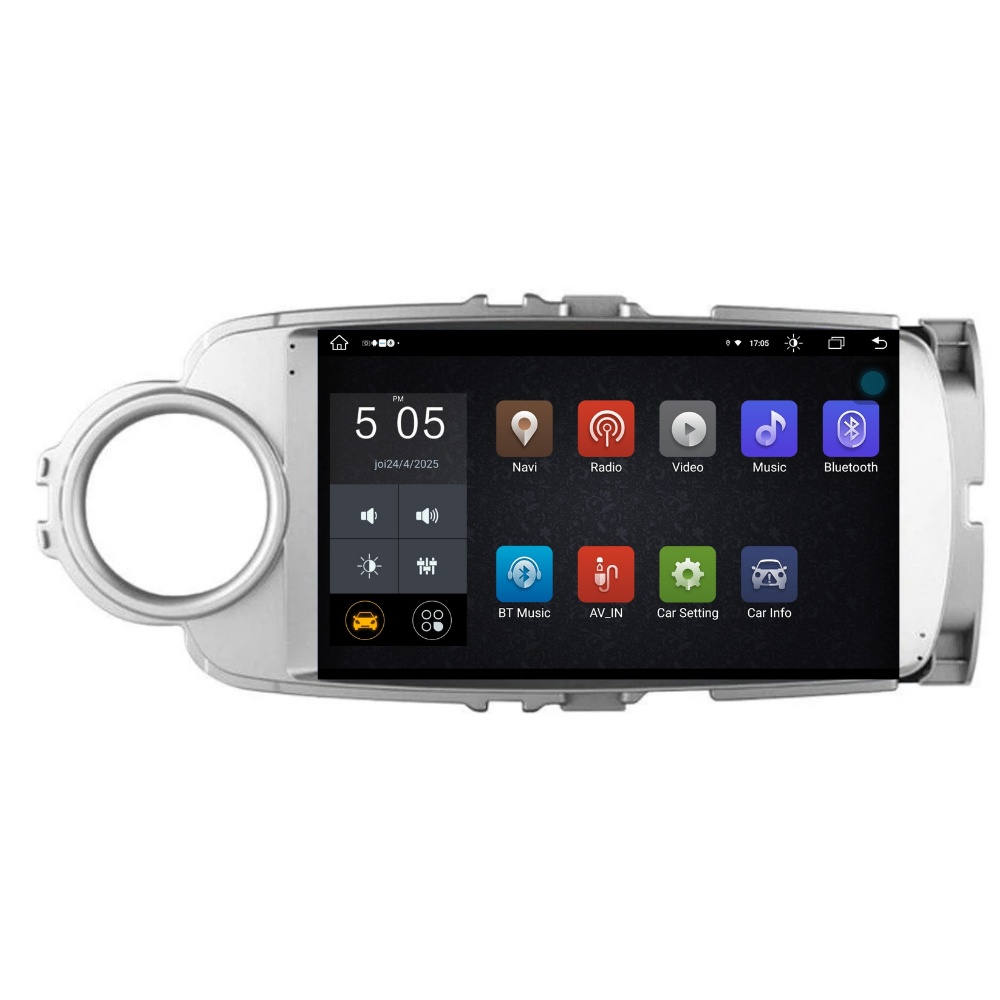 17:05
PM
5 05
joi24/4/2025
Navi
Radio
Video
Music
Bluetooth
BT Music
AV_IN
Car Setting
Car Info